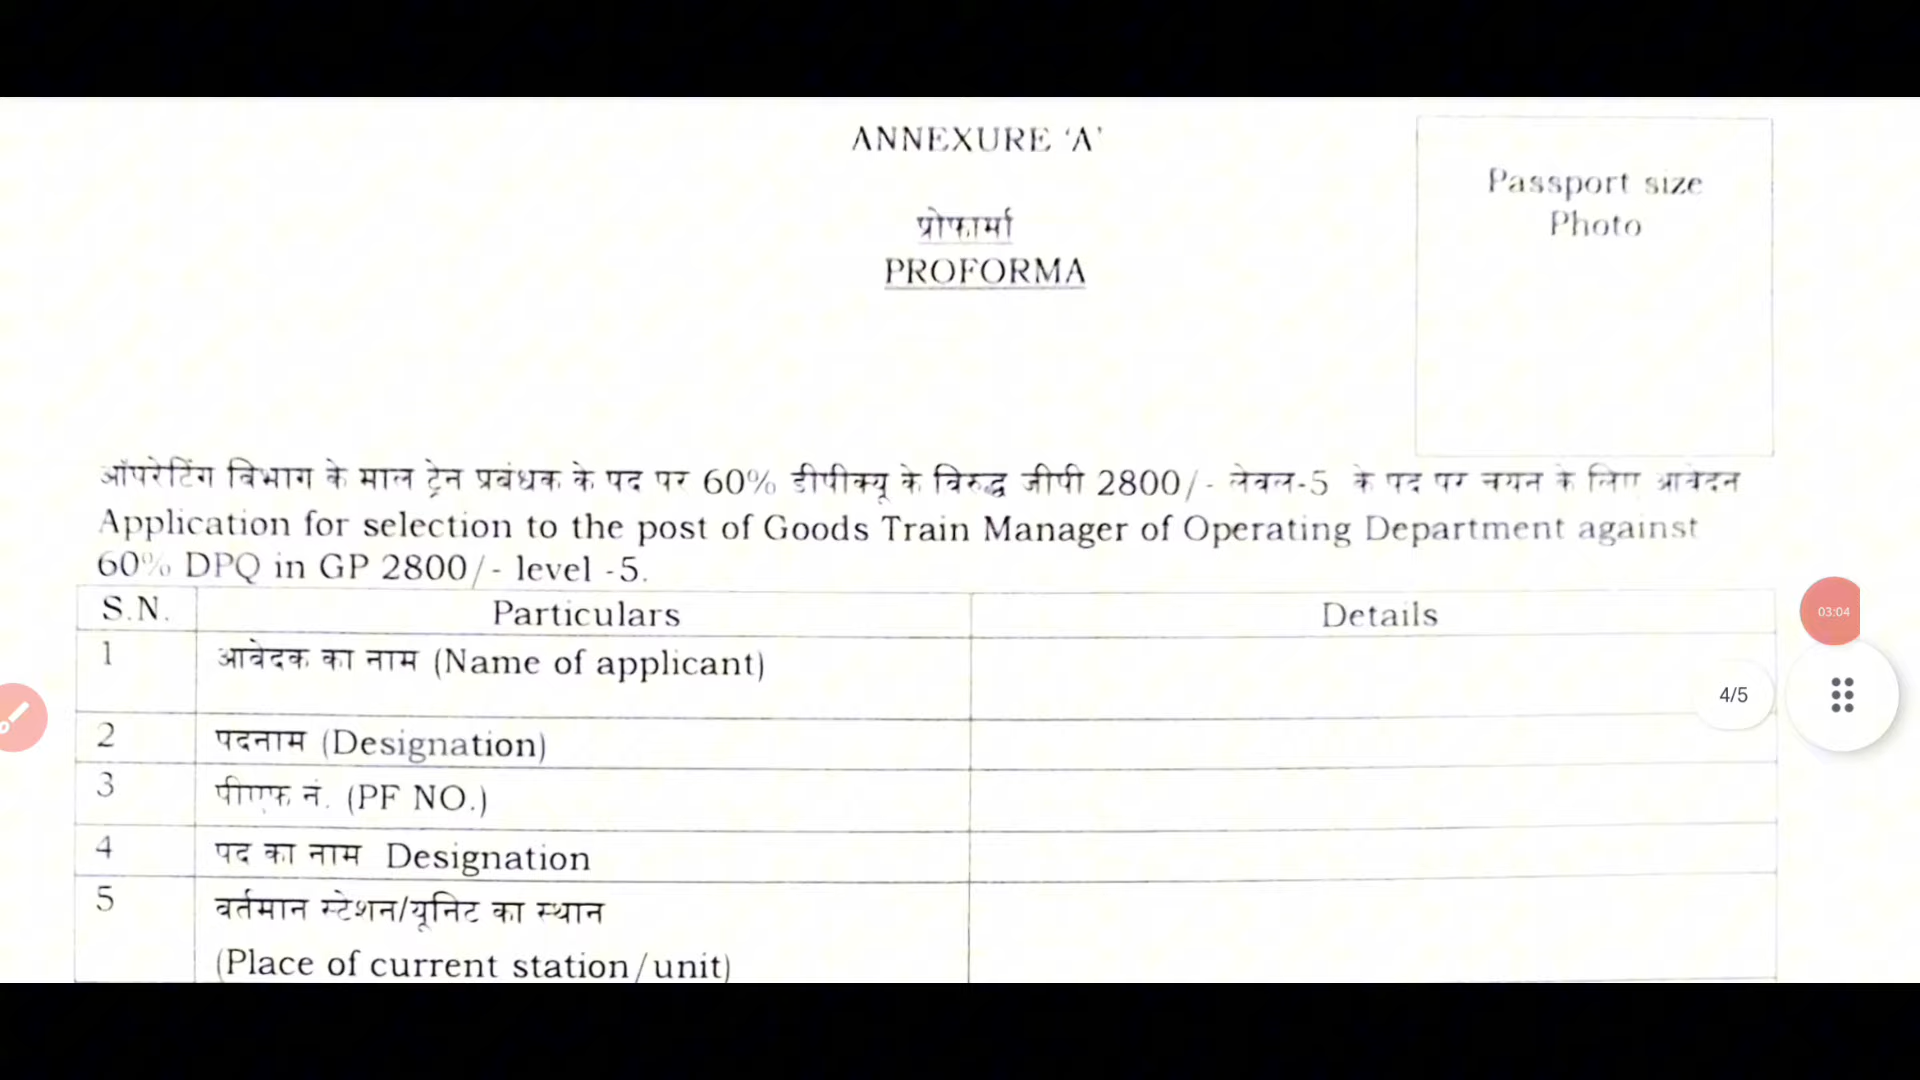 ANNEXURE 'A'
Passport size
Photo
प्रोफार्मा
PROFORMA
ऑपरेटिंग विभाग के माल ट्रेन प्रबंधक के पद पर 60% डीपीक्यू के विरुद्ध जीपी 2800/- लेवल-5 के पद पर चयन के लिए आवेदन
Application for selection to the post of Goods Train Manager of Operating Department against
60% DPQ in GP 2800/- level -5.
S.N. Particulars Details
1 आवेदक का नाम (Name of applicant)
2 पदनाम (Designation)
3 पीएफ नं. (PF NO.)
4 पद का नाम Designation
5 वर्तमान स्टेशन/यूनिट का स्थान
(Place of current station/unit)
03:04
4/5